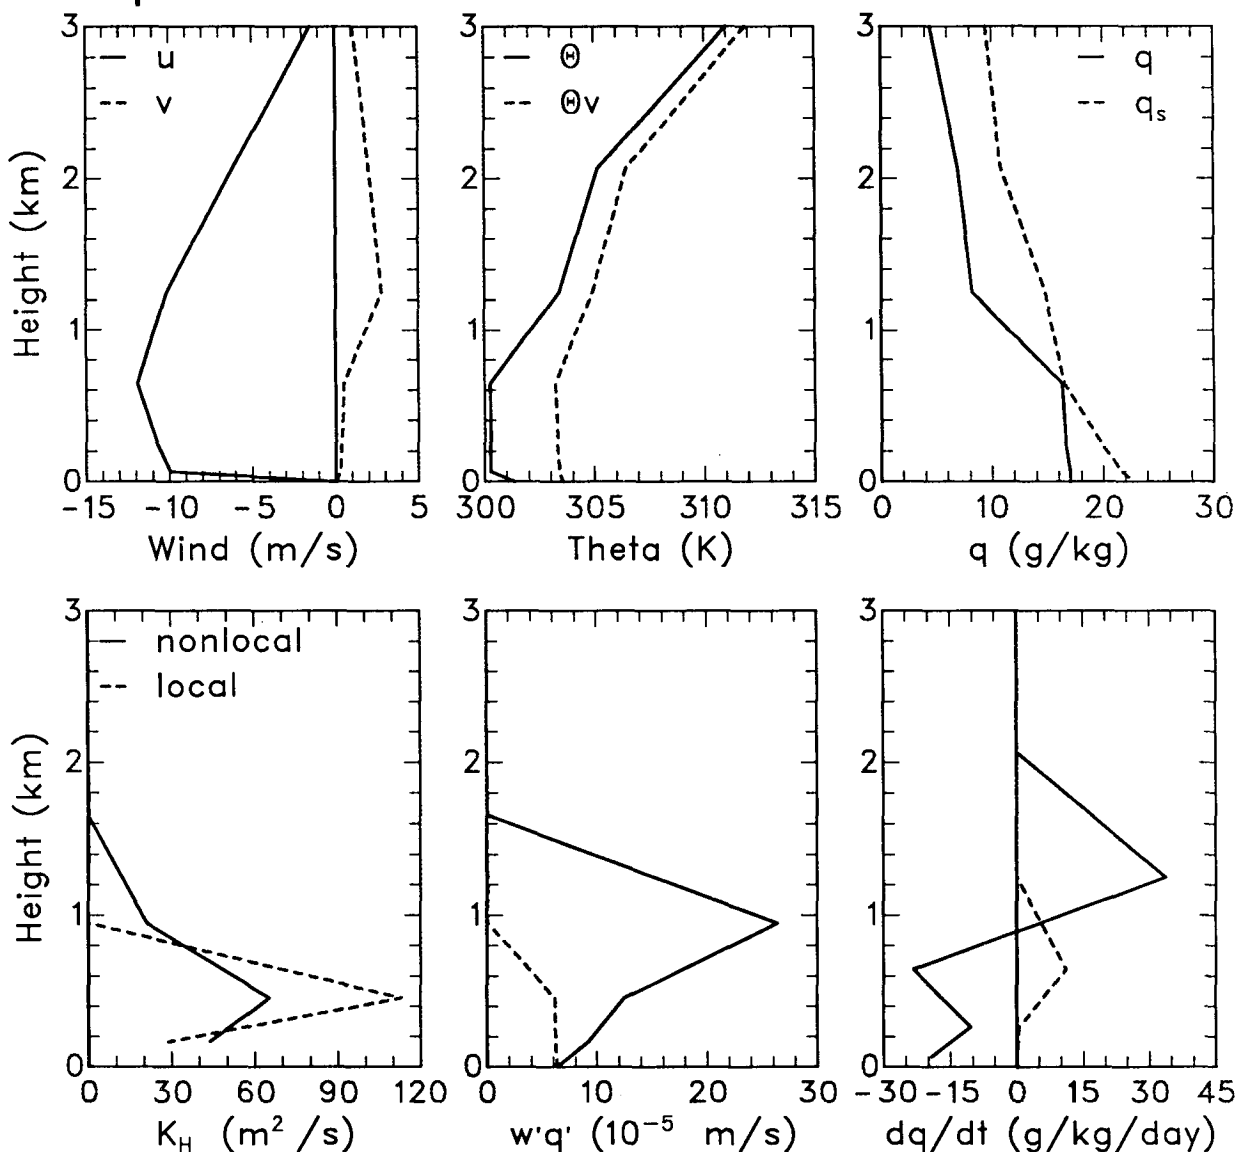 3
2
1
0
Height (km)
u
v
-15 -10 -5 0 5
Wind (m/s)
3
2
1
0
Θ
Θv
300 305 310 315
Theta (K)
3
2
1
0
q
qₛ
0 10 20 30
q (g/kg)
3
2
1
0
Height (km)
nonlocal
local
0 30 60 90 120
K_H (m² /s)
3
2
1
0
0 10 20 30
w'q' (10⁻⁵ m/s)
3
2
1
0
-30 -15 0 15 30 45
dq/dt (g/kg/day)